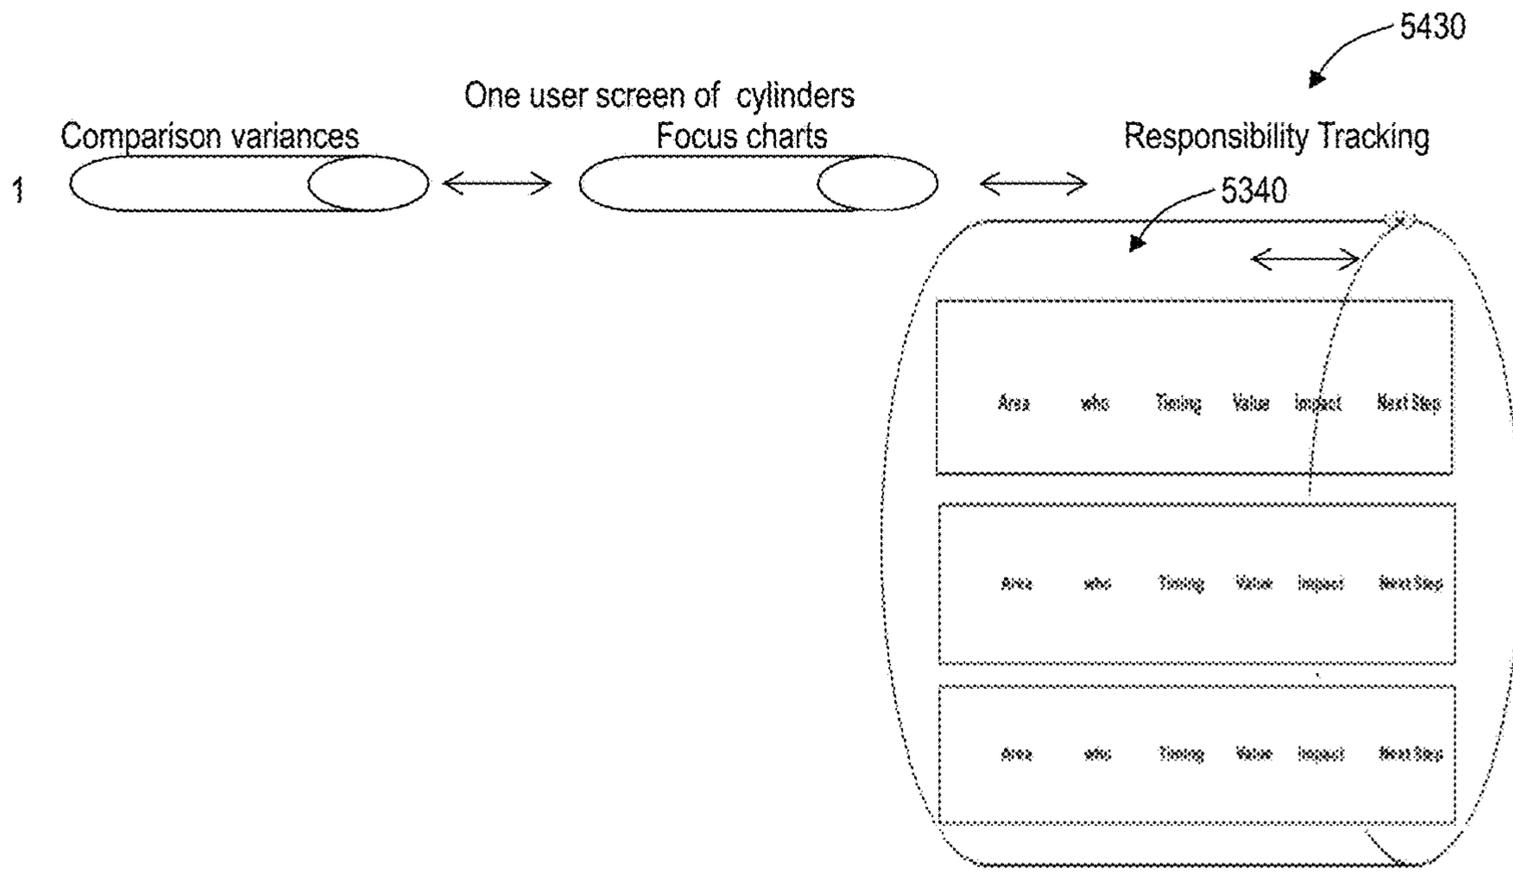 5430
One user screen of cylinders
Comparison variances Focus charts Responsibility Tracking
1
5340
Area who Timing Value Impact Next Step
Area who Timing Value Impact Next Step
Area who Timing Value Impact Next Step